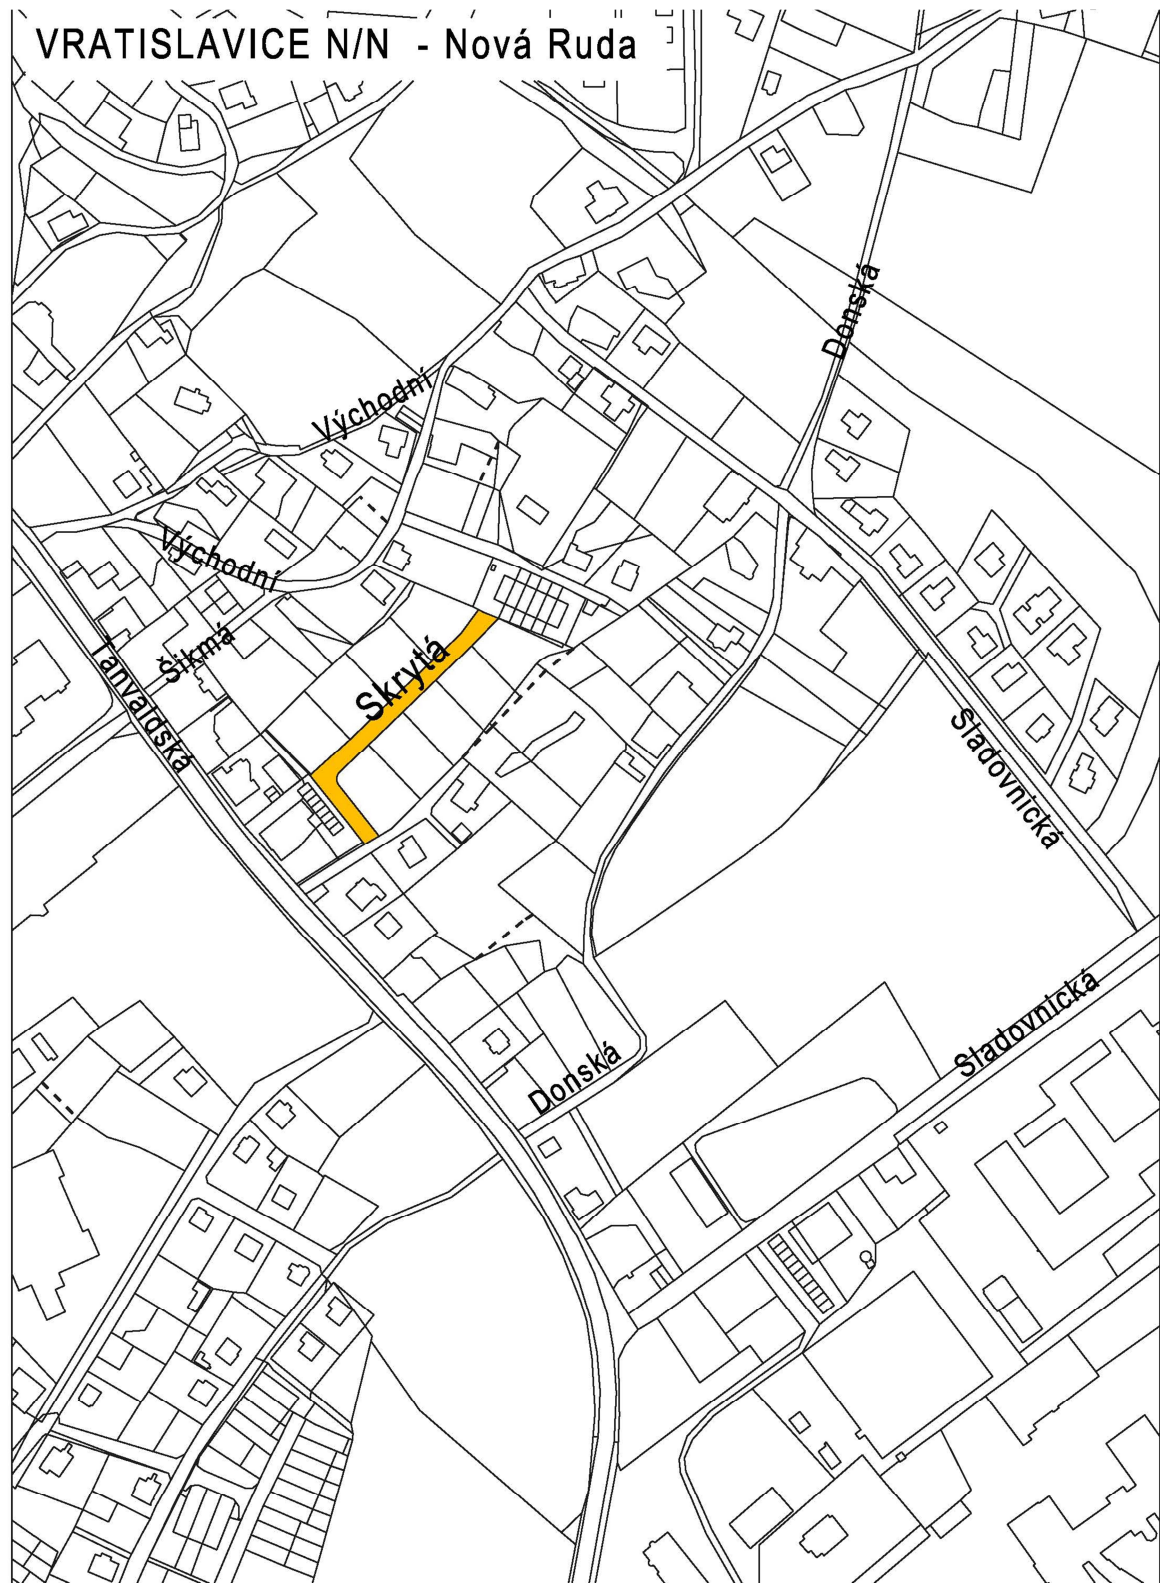 VRATISLAVICE N/N - Nová Ruda
Donská
Východní
Východní
Šikmá
Skrytá
Tanvaldská
Sladovnická
Sladovnická
Donská